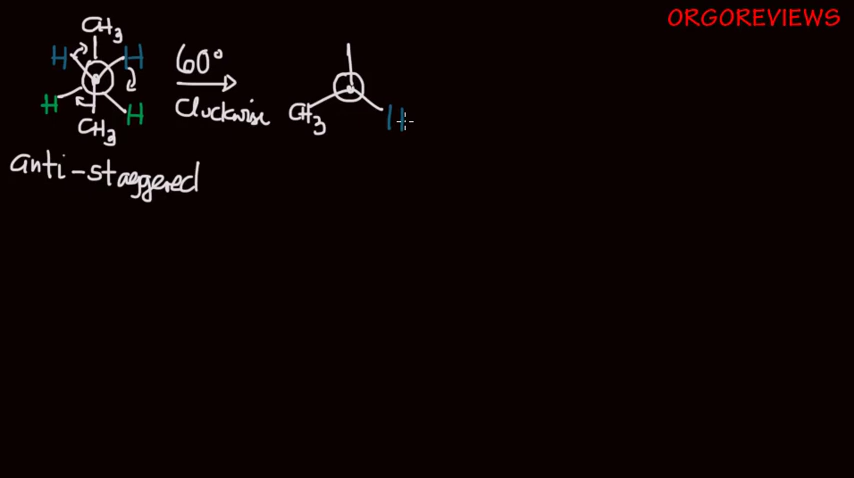 ORGOREVIEWS
CH3
H H 60°
H H Clockwise
CH3
CH3 H
anti-staggered